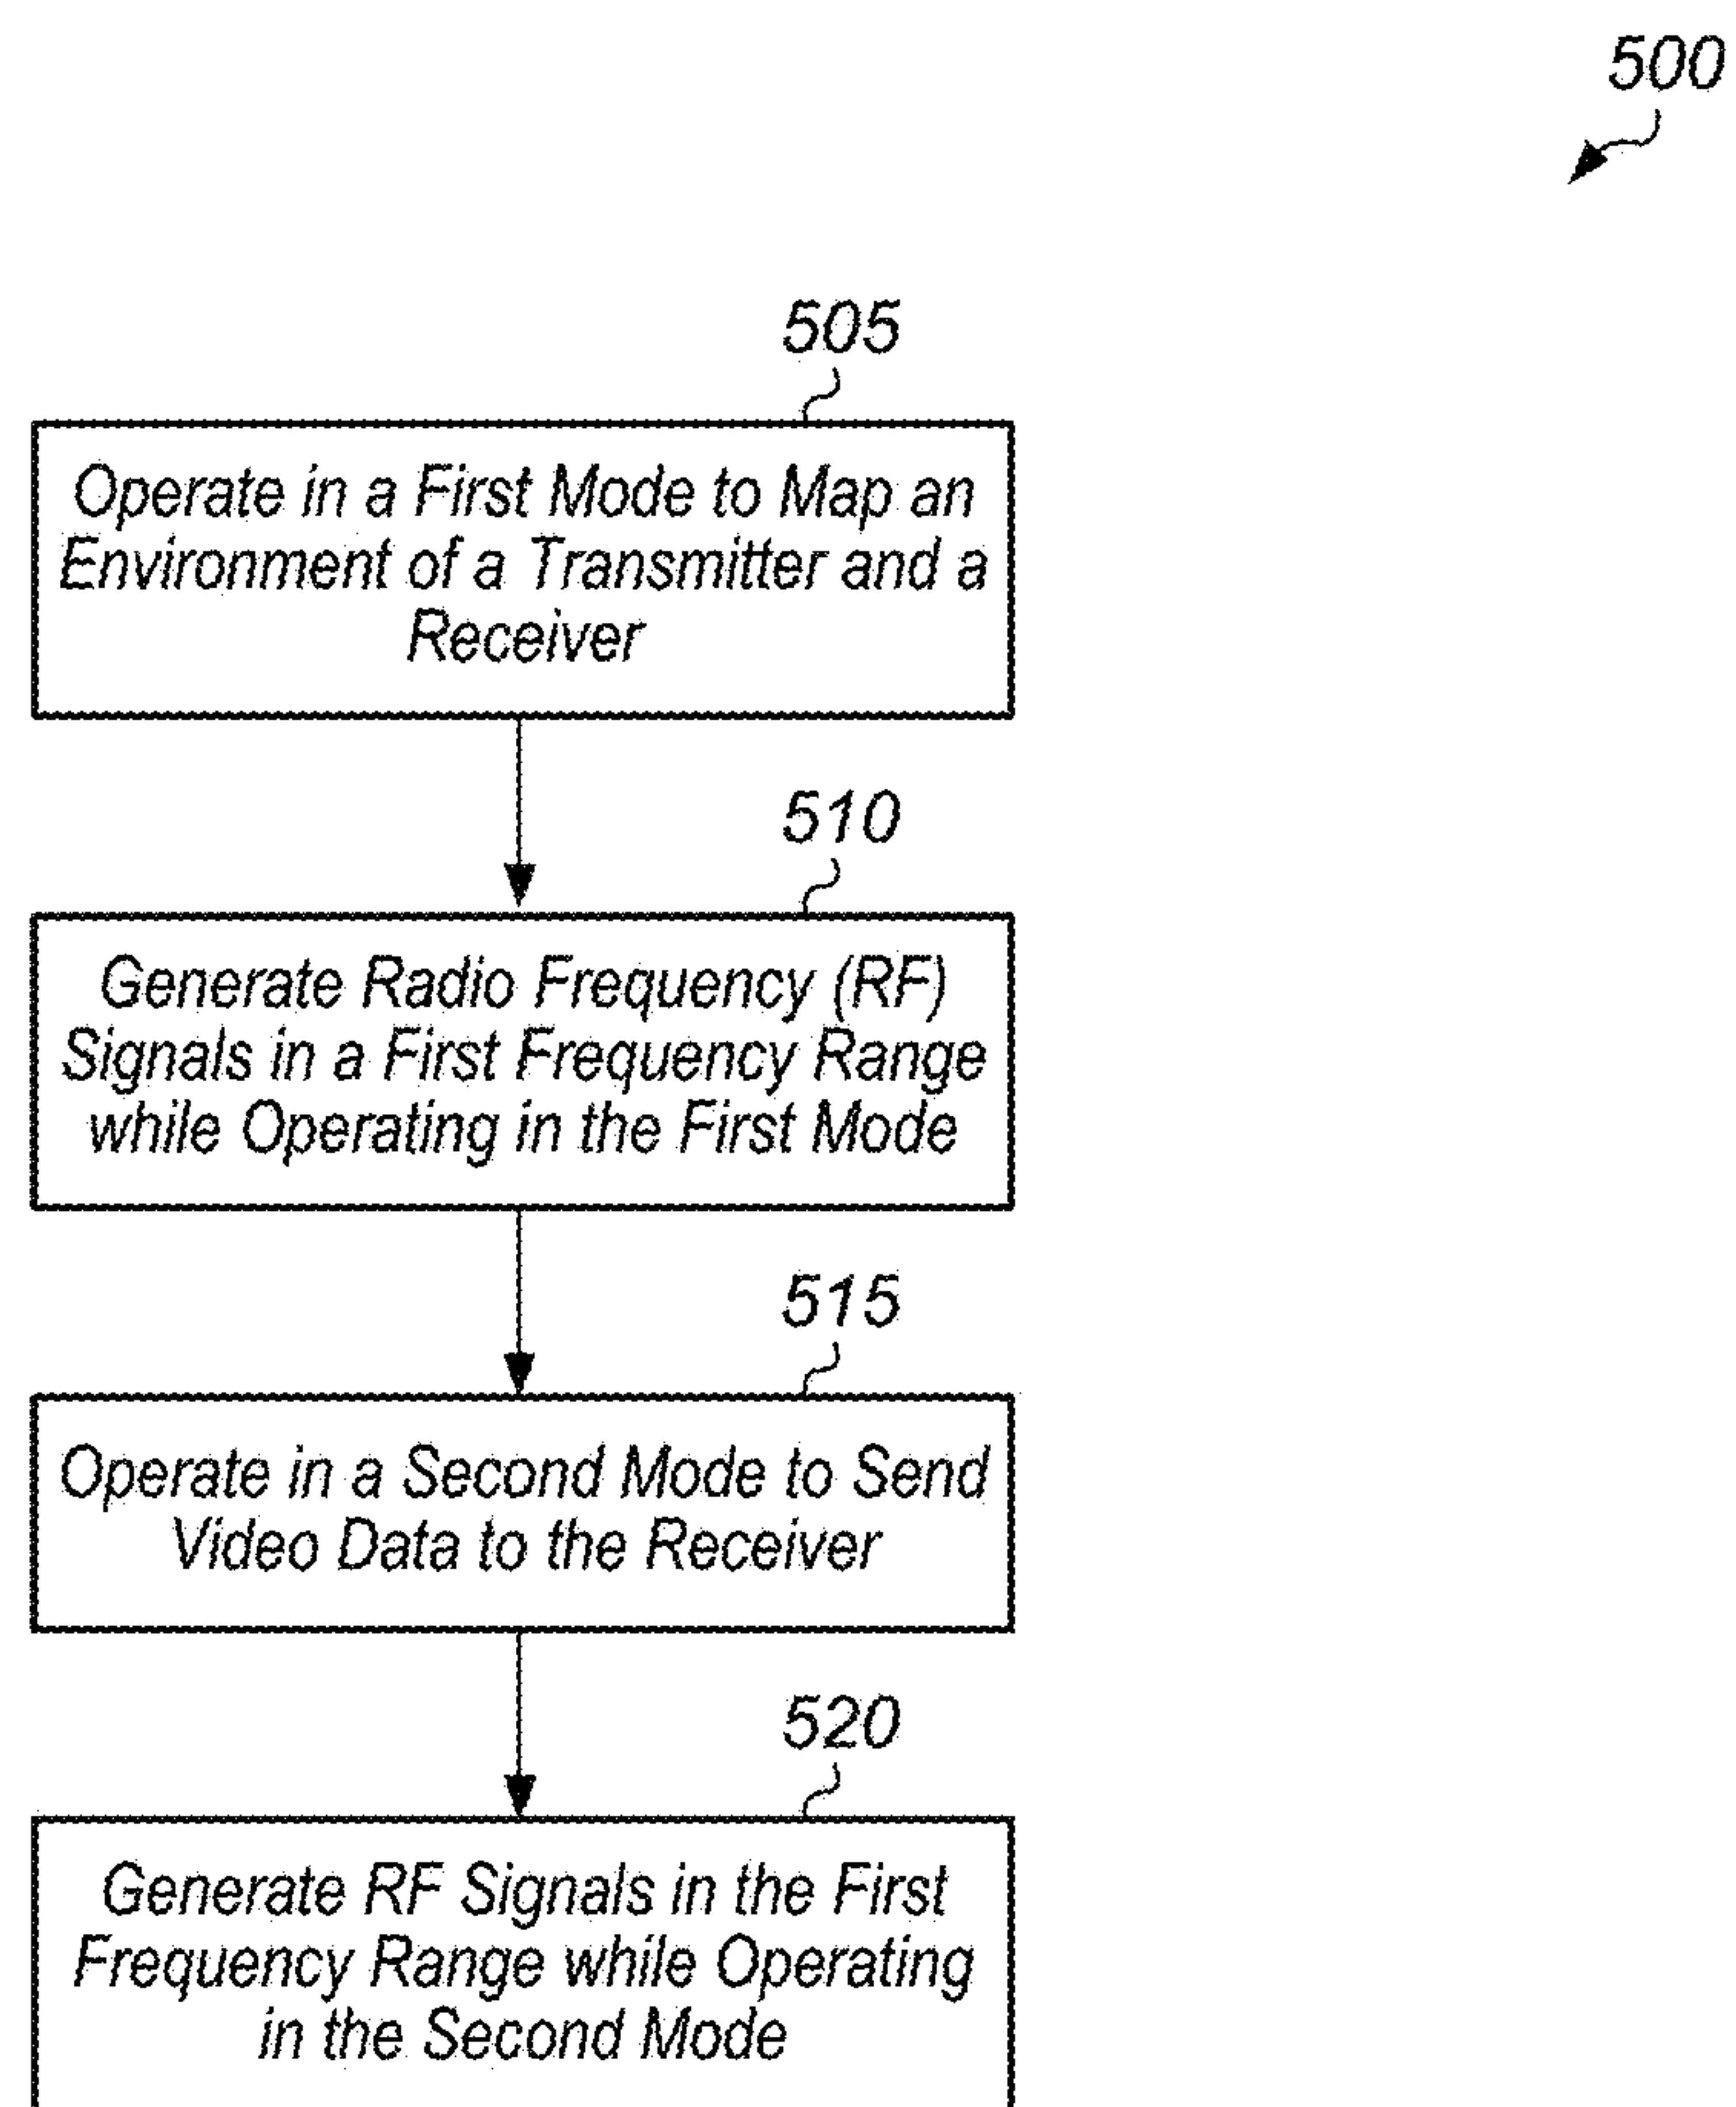 500
505
Operate in a First Mode to Map an
Environment of a Transmitter and a
Receiver
510
Generate Radio Frequency (RF)
Signals in a First Frequency Range
while Operating in the First Mode
515
Operate in a Second Mode to Send
Video Data to the Receiver
520
Generate RF Signals in the First
Frequency Range while Operating
in the Second Mode